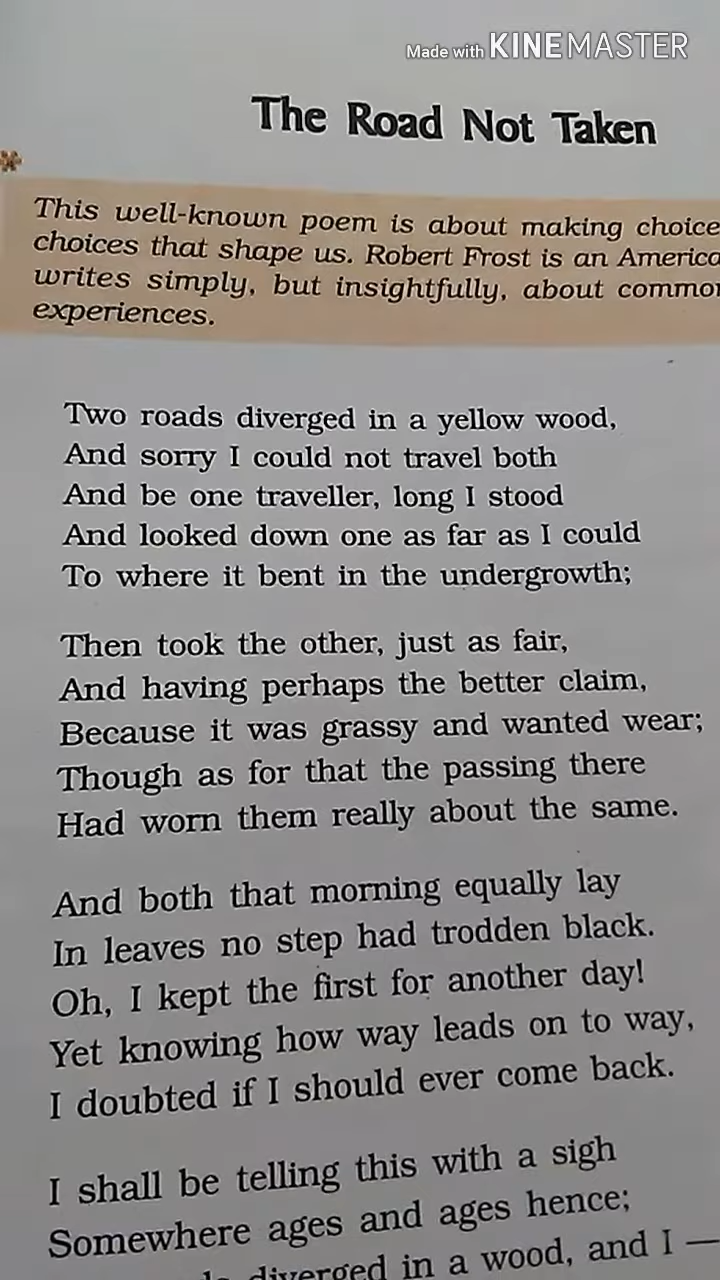 Made with KINEMASTER
The Road Not Taken
This well-known poem is about making choice
choices that shape us. Robert Frost is an America
writes simply, but insightfully, about common
experiences.
Two roads diverged in a yellow wood,
And sorry I could not travel both
And be one traveller, long I stood
And looked down one as far as I could
To where it bent in the undergrowth;
Then took the other, just as fair,
And having perhaps the better claim,
Because it was grassy and wanted wear;
Though as for that the passing there
Had worn them really about the same.
And both that morning equally lay
In leaves no step had trodden black.
Oh, I kept the first for another day!
Yet knowing how way leads on to way,
I doubted if I should ever come back.
I shall be telling this with a sigh
Somewhere ages and ages hence;
diverged in a wood, and I —